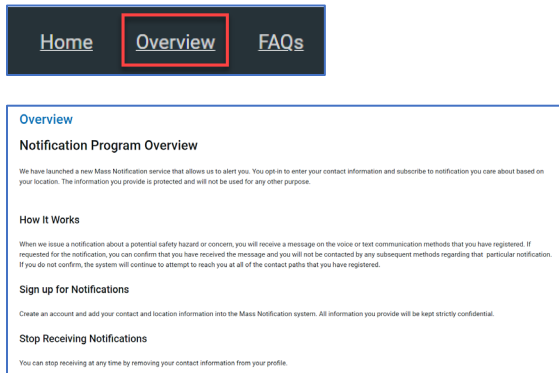 Home Overview FAQs
Overview
Notification Program Overview
We have launched a new Mass Notification service that allows us to alert you. You opt-in to enter your contact information and subscribe to notification you care about based on
your location. The information you provide is protected and will not be used for any other purpose.
How It Works
When we issue a notification about a potential safety hazard or concern, you will receive a message on the voice or text communication methods that you have registered. If
requested for the notification, you can confirm that you have received the message and you will not be contacted by any subsequent methods regarding that particular notification.
If you do not confirm, the system will continue to attempt to reach you at all of the contact paths that you have registered.
Sign up for Notifications
Create an account and add your contact and location information into the Mass Notification system. All information you provide will be kept strictly confidential.
Stop Receiving Notifications
You can stop receiving at any time by removing your contact information from your profile.